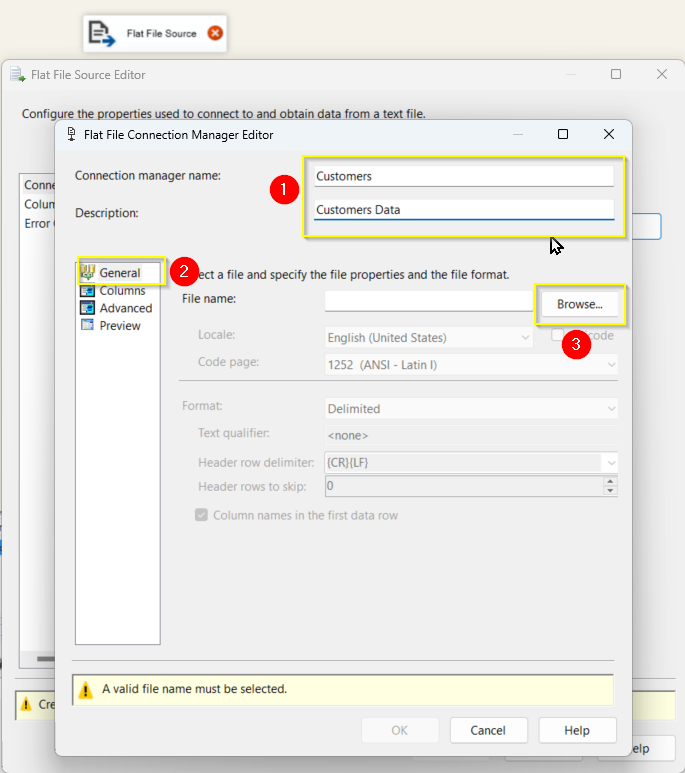 Flat File Source
Flat File Source Editor
Configure the properties used to connect to and obtain data from a text file.
Flat File Connection Manager Editor
Connection manager name:
Customers
1
Description:
Customers Data
Conne
Colum
Error
General
2
ct a file and specify the file properties and the file format.
Columns
Advanced
Preview
File name:
Browse...
3
Locale:
English (United States)
code
Code page:
1252 (ANSI - Latin I)
Format:
Delimited
Text qualifier:
<none>
Header row delimiter:
{CR}{LF}
Header rows to skip:
0
Column names in the first data row
A valid file name must be selected.
Cre
OK
Cancel
Help
elp